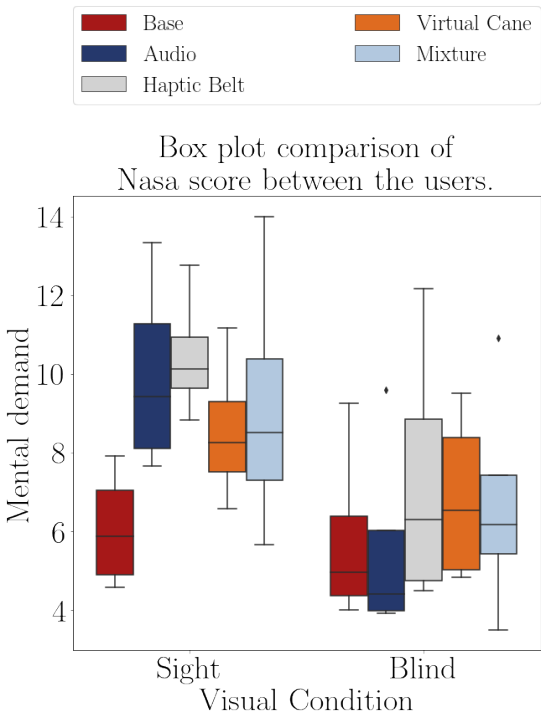 Base
Audio
Haptic Belt
Virtual Cane
Mixture
Box plot comparison of
Nasa score between the users.
14
12
10
8
6
4
Mental demand
Sight
Blind
Visual Condition